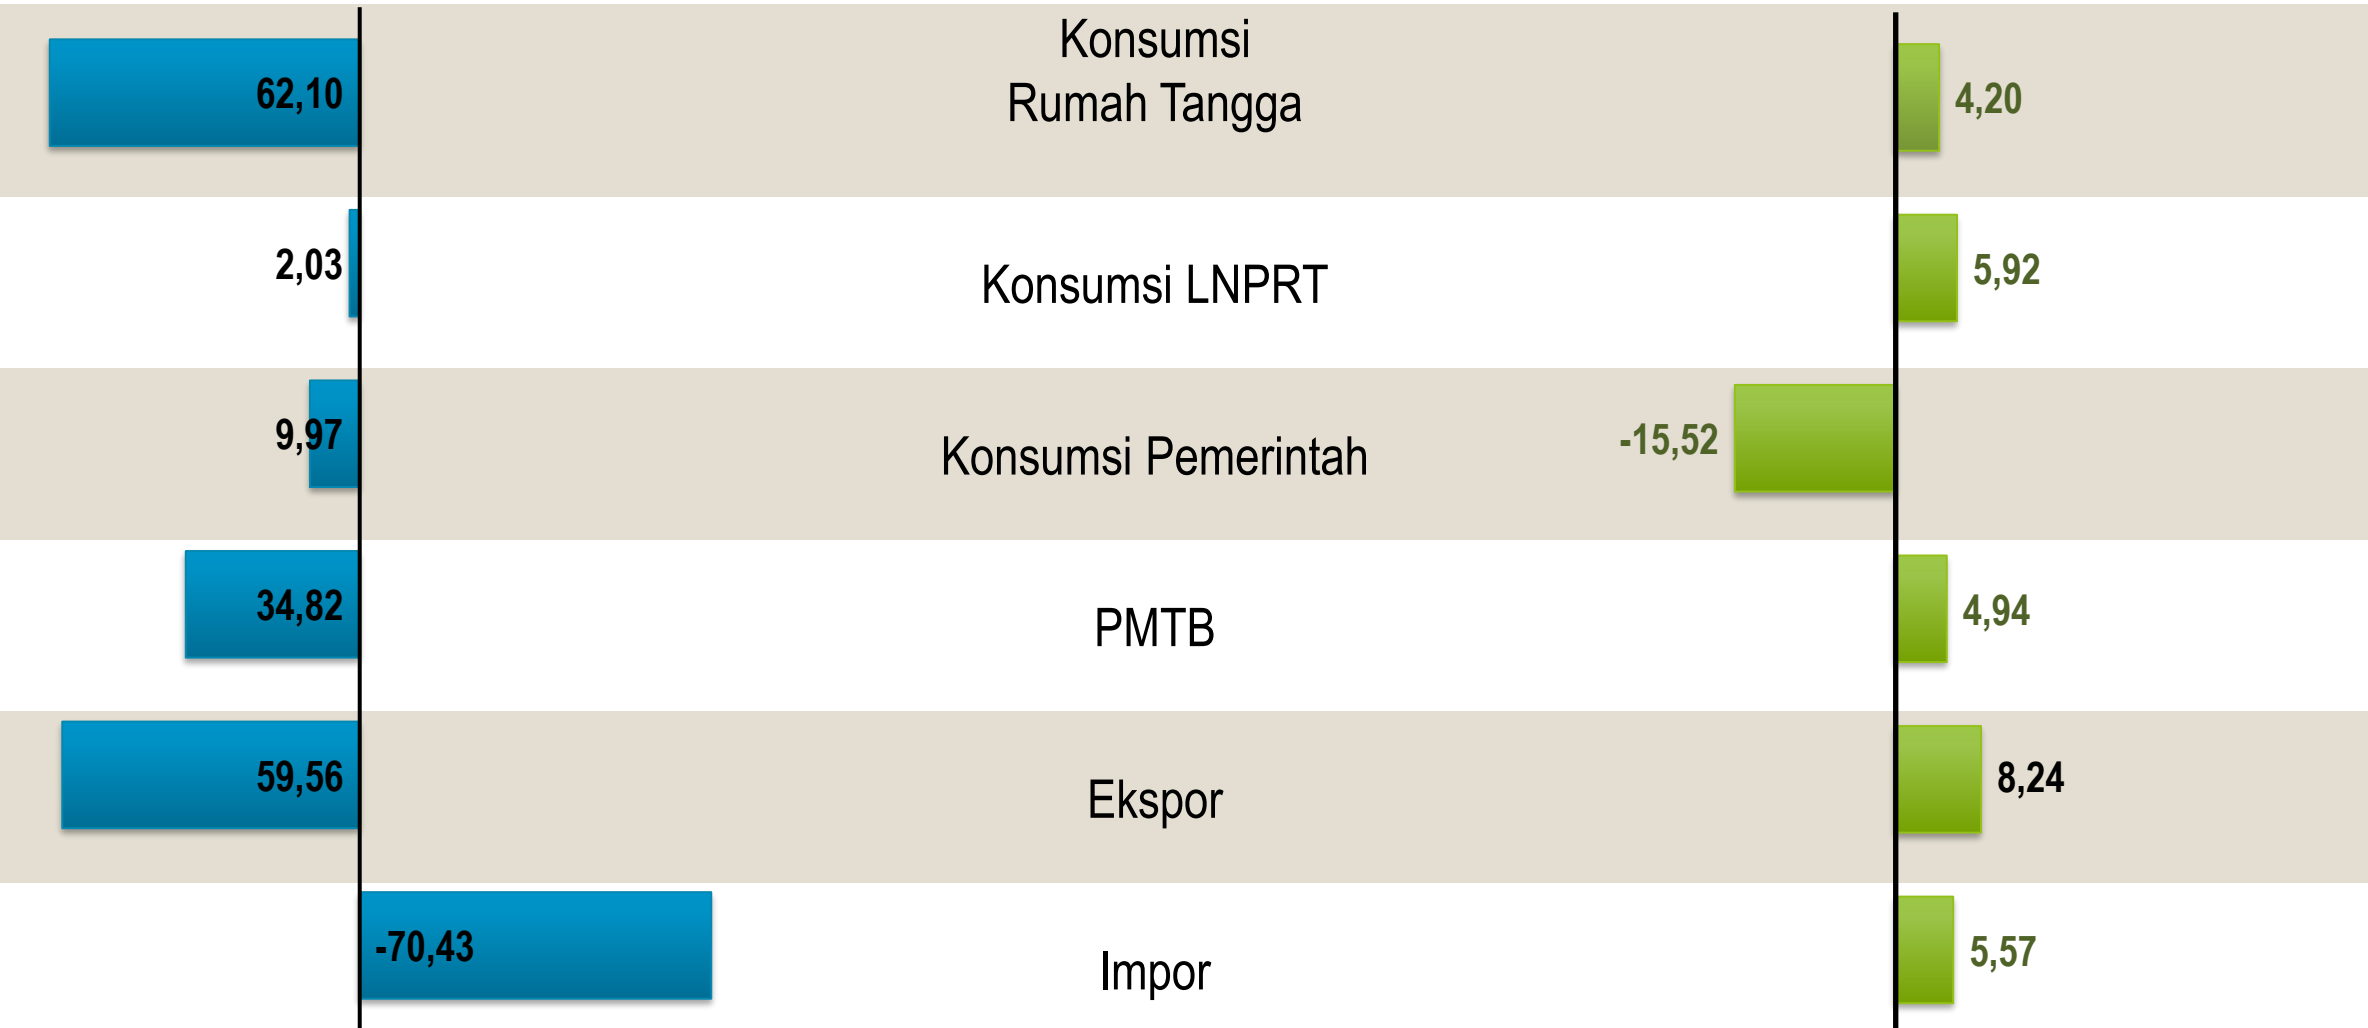 Konsumsi
Rumah Tangga
62,10
4,20
2,03
Konsumsi LNPRT
5,92
9,97
Konsumsi Pemerintah
-15,52
34,82
PMTB
4,94
59,56
Ekspor
8,24
-70,43
Impor
5,57